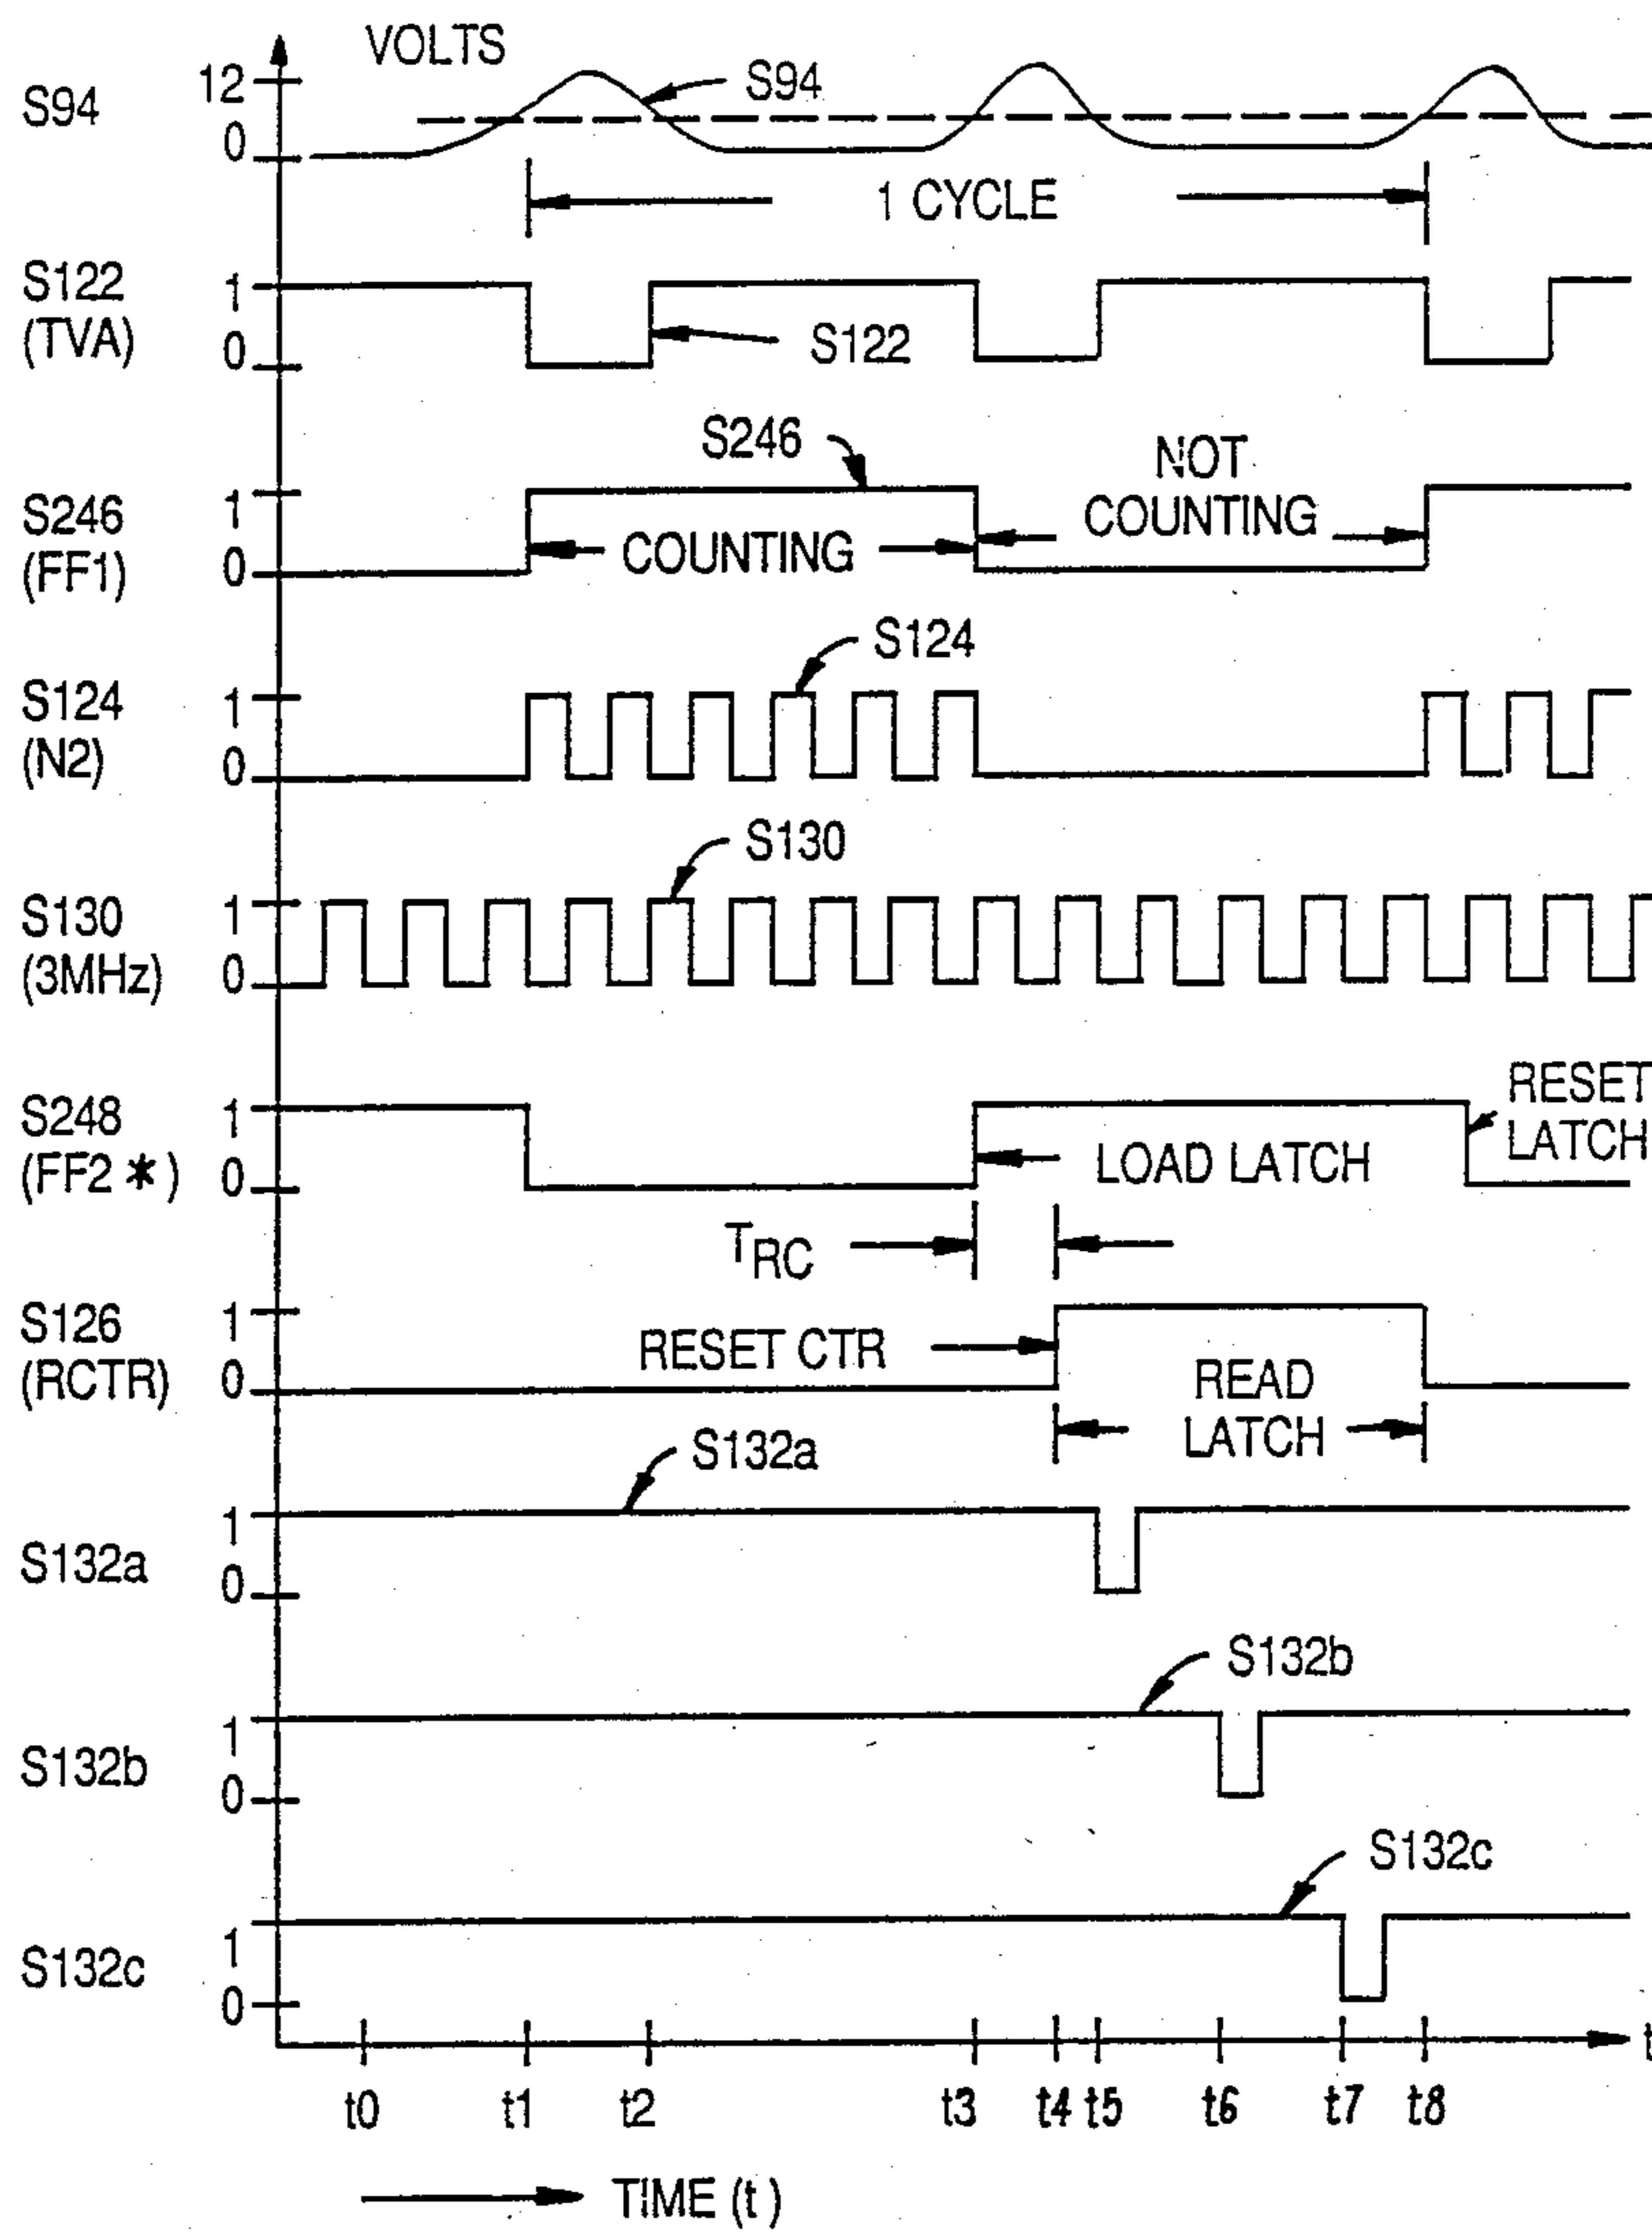 VOLTS
S94
12
0
S94
1 CYCLE
S122
(TVA)
1
0
S122
S246
(FF1)
1
0
S246
COUNTING
NOT
COUNTING
S124
(N2)
1
0
S124
S130
(3MHz)
1
0
S130
S248
(FF2 *)
1
0
LOAD LATCH
RESET
LATCH
TRC
S126
(RCTR)
1
0
RESET CTR
READ
LATCH
S132a
1
0
S132a
S132b
1
0
S132b
S132c
1
0
S132c
t
t0 t1 t2 t3 t4 t5 t6 t7 t8
TIME (t)